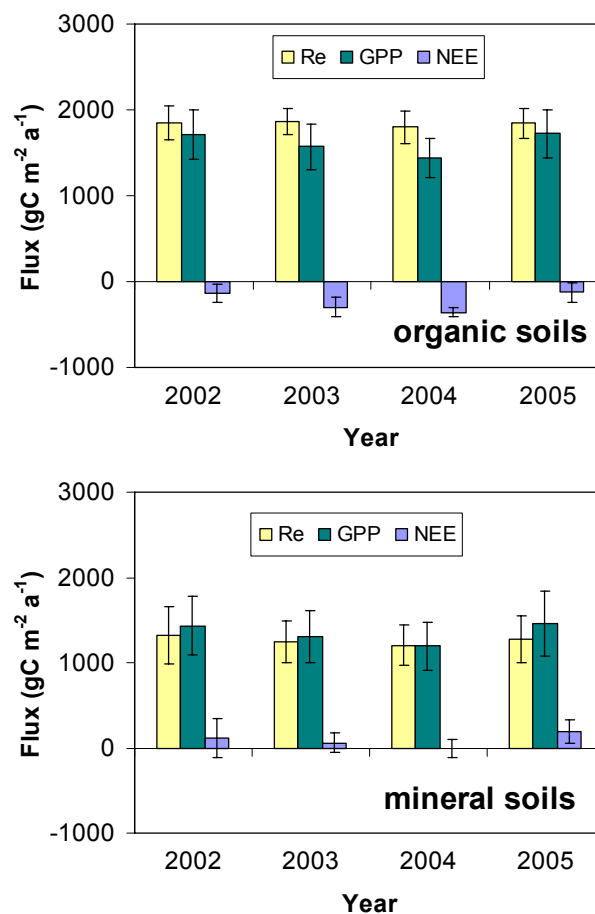 3000
Re GPP NEE
2000
1000
0
-1000
Flux (gC m⁻² a⁻¹)
organic soils
2002 2003 2004 2005
Year
3000
Re GPP NEE
2000
1000
0
-1000
Flux (gC m⁻² a⁻¹)
mineral soils
2002 2003 2004 2005
Year